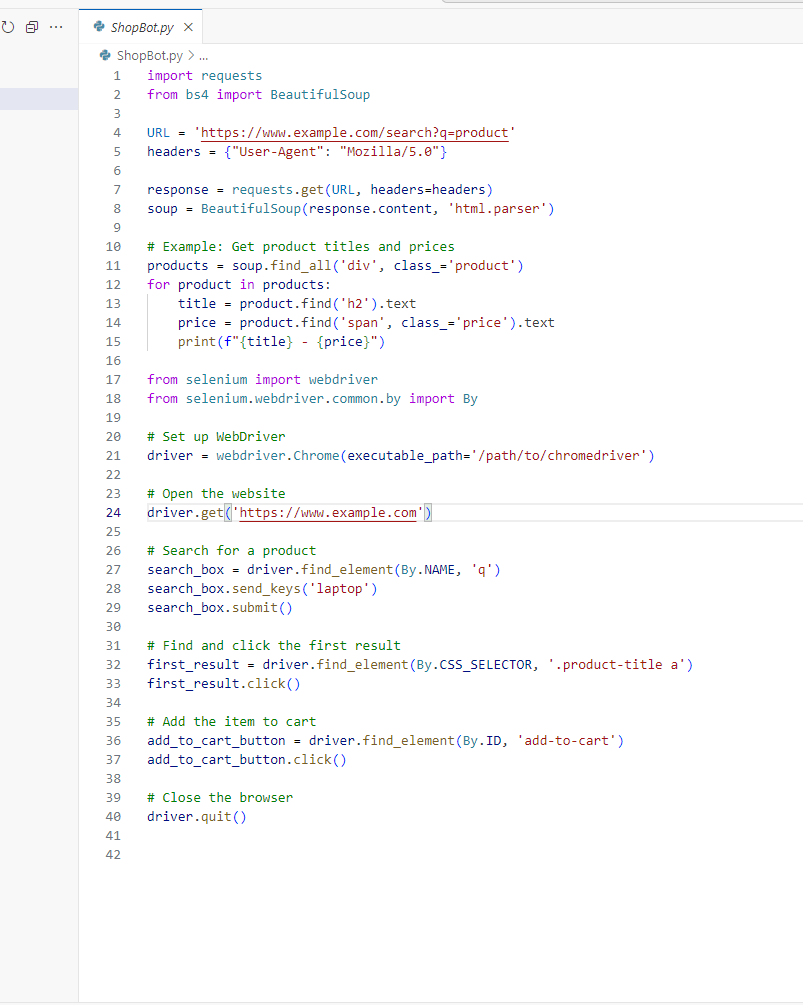 ShopBot.py
ShopBot.py > ...
1 import requests
2 from bs4 import BeautifulSoup
3
4 URL = 'https://www.example.com/search?q=product'
5 headers = {"User-Agent": "Mozilla/5.0"}
6
7 response = requests.get(URL, headers=headers)
8 soup = BeautifulSoup(response.content, 'html.parser')
9
10 # Example: Get product titles and prices
11 products = soup.find_all('div', class_='product')
12 for product in products:
13     title = product.find('h2').text
14     price = product.find('span', class_='price').text
15     print(f"{title} - {price}")
16
17 from selenium import webdriver
18 from selenium.webdriver.common.by import By
19
20 # Set up WebDriver
21 driver = webdriver.Chrome(executable_path='/path/to/chromedriver')
22
23 # Open the website
24 driver.get('https://www.example.com')
25
26 # Search for a product
27 search_box = driver.find_element(By.NAME, 'q')
28 search_box.send_keys('laptop')
29 search_box.submit()
30
31 # Find and click the first result
32 first_result = driver.find_element(By.CSS_SELECTOR, '.product-title a')
33 first_result.click()
34
35 # Add the item to cart
36 add_to_cart_button = driver.find_element(By.ID, 'add-to-cart')
37 add_to_cart_button.click()
38
39 # Close the browser
40 driver.quit()
41
42